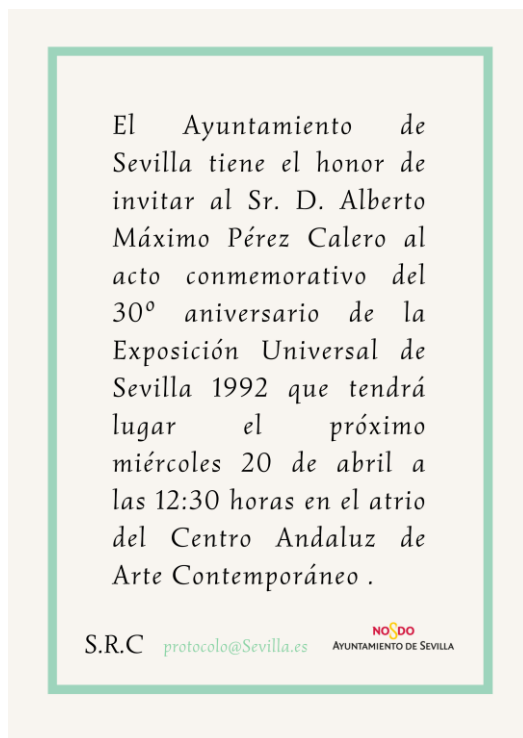 El Ayuntamiento de
Sevilla tiene el honor de
invitar al Sr. D. Alberto
Máximo Pérez Calero al
acto conmemorativo del
30º aniversario de la
Exposición Universal de
Sevilla 1992 que tendrá
lugar el próximo
miércoles 20 de abril a
las 12:30 horas en el atrio
del Centro Andaluz de
Arte Contemporáneo .
S.R.C protocolo@Sevilla.es
NO8DO
AYUNTAMIENTO DE SEVILLA